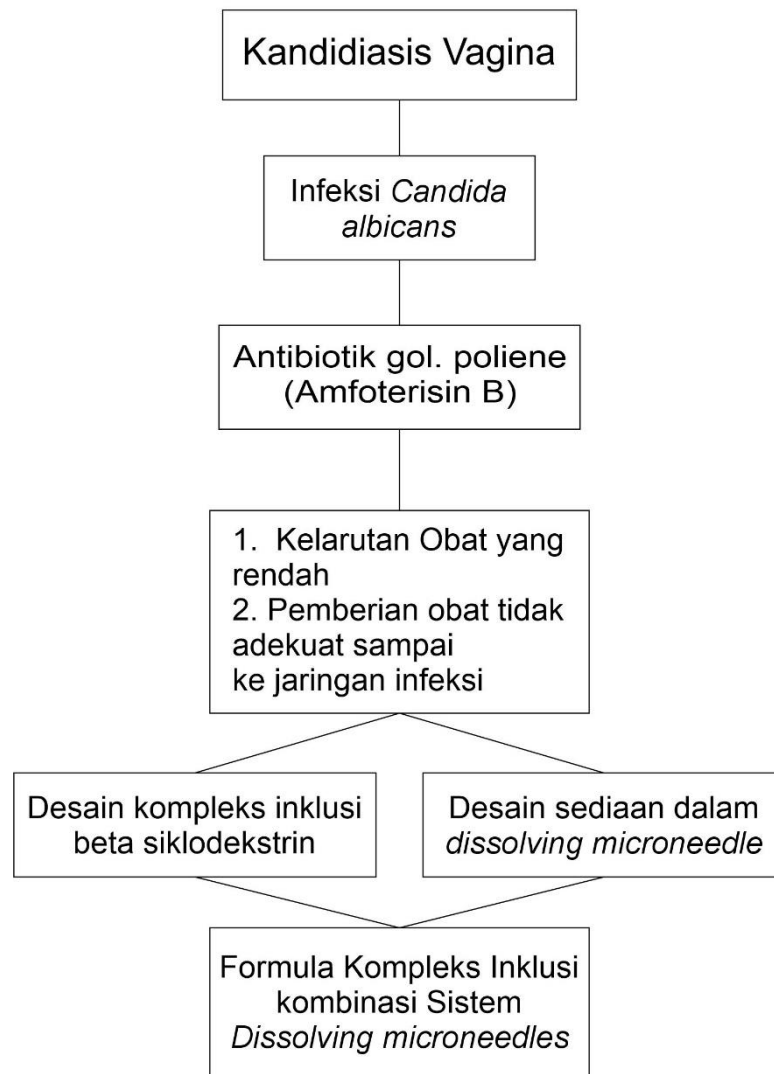 Kandidiasis Vagina
Infeksi Candida
albicans
Antibiotik gol. poliene
(Amfoterisin B)
1. Kelarutan Obat yang
rendah
2. Pemberian obat tidak
adekuat sampai
ke jaringan infeksi
Desain kompleks inklusi
beta siklodekstrin
Desain sediaan dalam
dissolving microneedle
Formula Kompleks Inklusi
kombinasi Sistem
Dissolving microneedles